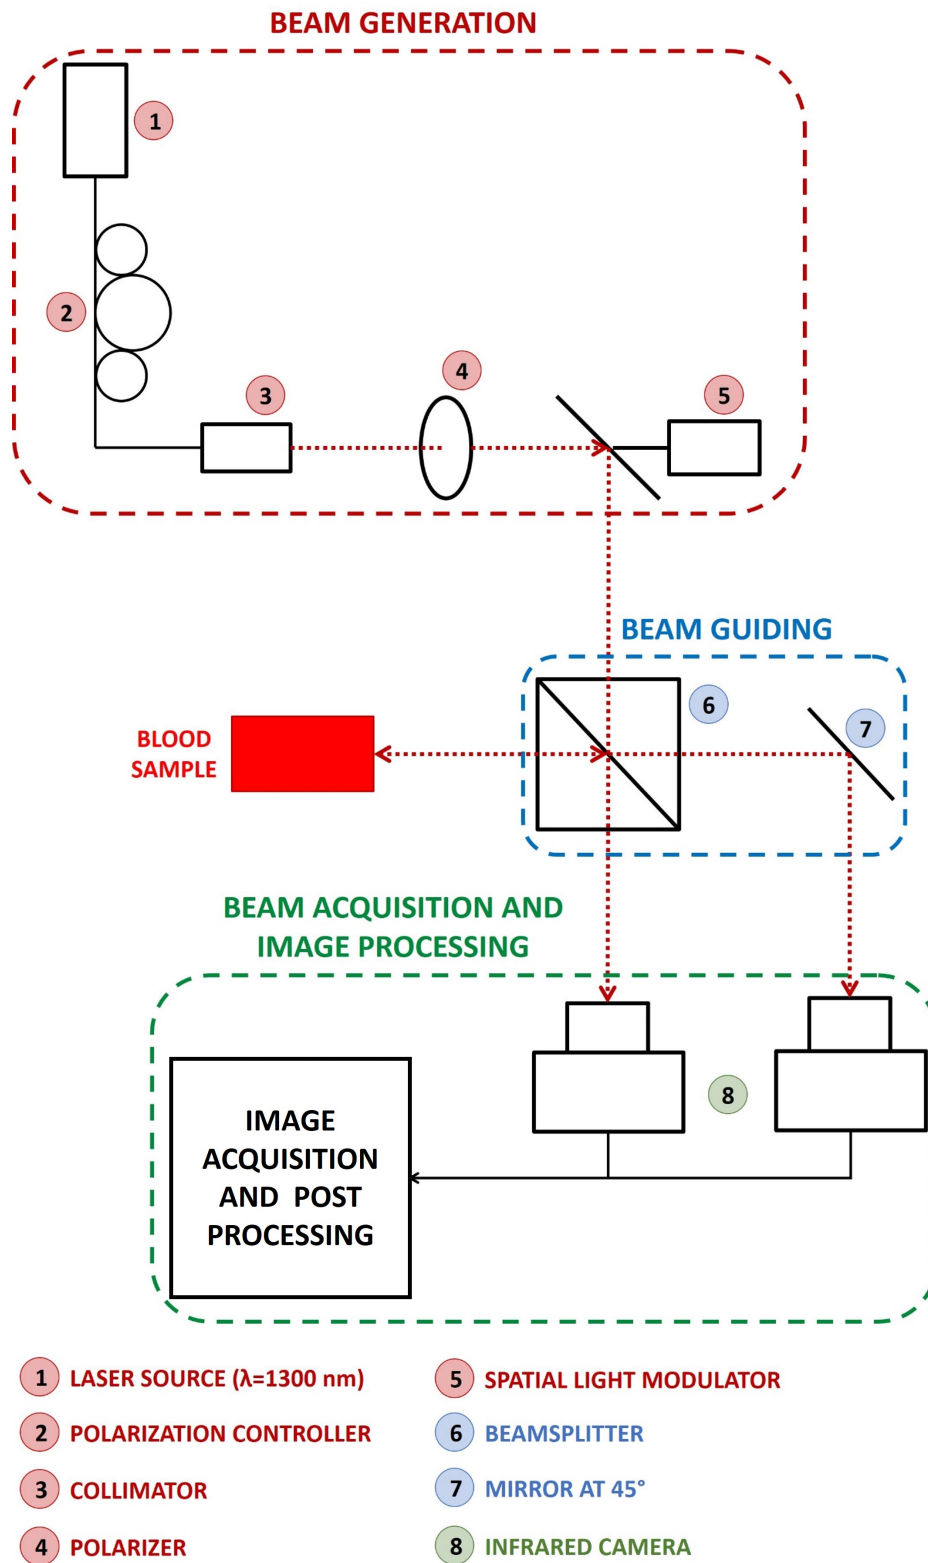 BEAM GENERATION
1
2
3
4
5
BEAM GUIDING
6
7
BLOOD
SAMPLE
BEAM ACQUISITION AND
IMAGE PROCESSING
8
IMAGE
ACQUISITION
AND POST
PROCESSING
1 LASER SOURCE (λ=1300 nm)
2 POLARIZATION CONTROLLER
3 COLLIMATOR
4 POLARIZER
5 SPATIAL LIGHT MODULATOR
6 BEAMSPLITTER
7 MIRROR AT 45°
8 INFRARED CAMERA